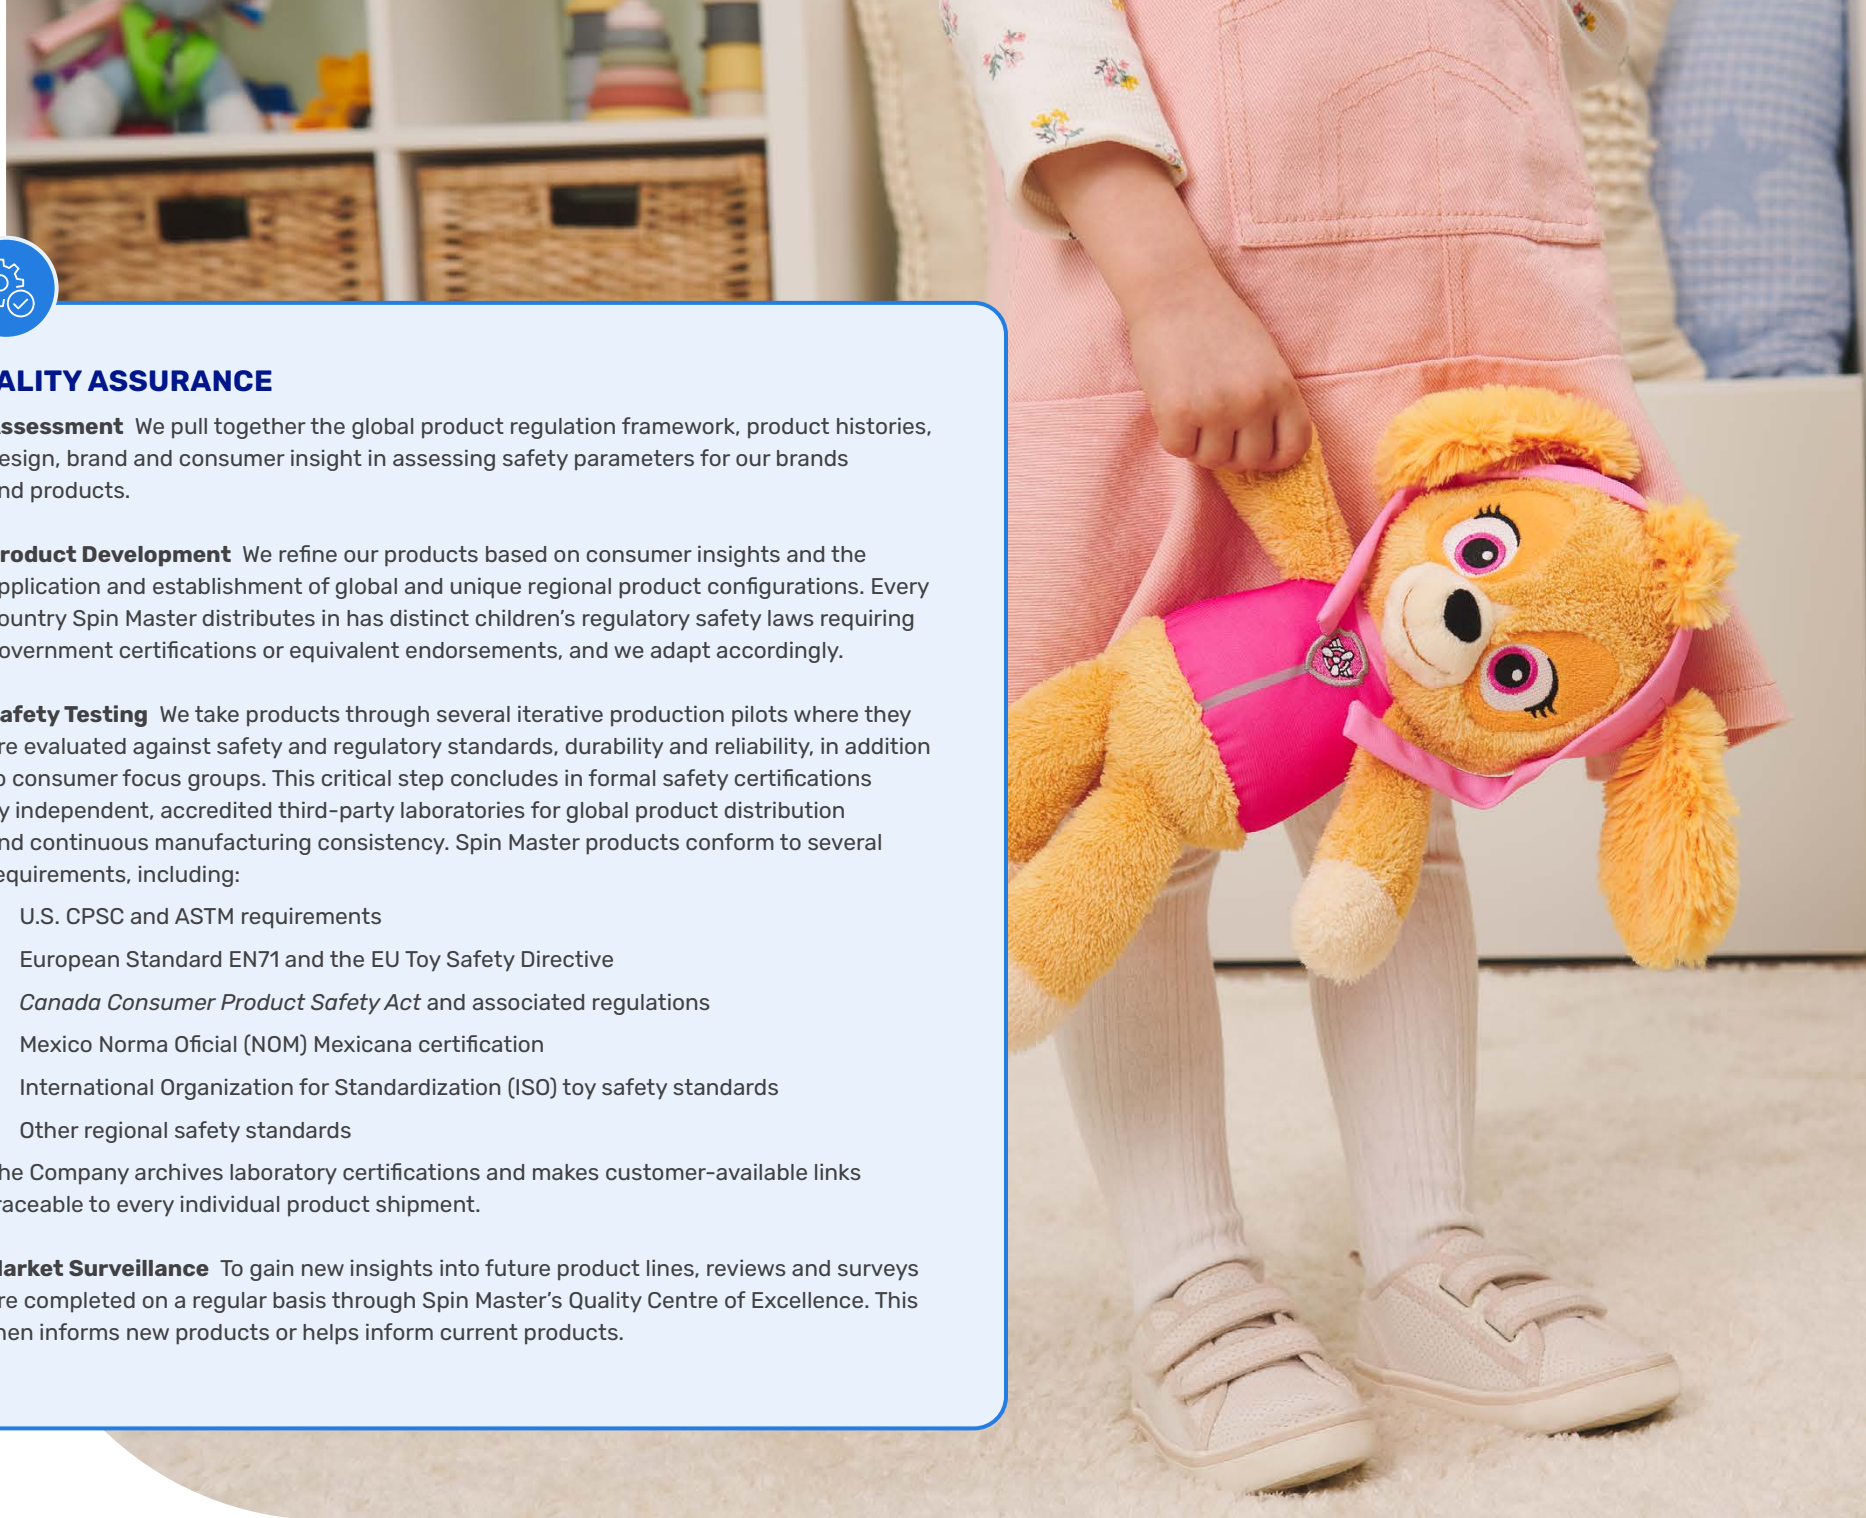 ALITY ASSURANCE
ssessment We pull together the global product regulation framework, product histories,
esign, brand and consumer insight in assessing safety parameters for our brands
nd products.
roduct Development We refine our products based on consumer insights and the
pplication and establishment of global and unique regional product configurations. Every
ountry Spin Master distributes in has distinct children's regulatory safety laws requiring
overnment certifications or equivalent endorsements, and we adapt accordingly.
afety Testing We take products through several iterative production pilots where they
re evaluated against safety and regulatory standards, durability and reliability, in addition
o consumer focus groups. This critical step concludes in formal safety certifications
y independent, accredited third-party laboratories for global product distribution
nd continuous manufacturing consistency. Spin Master products conform to several
equirements, including:
U.S. CPSC and ASTM requirements
European Standard EN71 and the EU Toy Safety Directive
Canada Consumer Product Safety Act and associated regulations
Mexico Norma Oficial (NOM) Mexicana certification
International Organization for Standardization (ISO) toy safety standards
Other regional safety standards
he Company archives laboratory certifications and makes customer-available links
raceable to every individual product shipment.
arket Surveillance To gain new insights into future product lines, reviews and surveys
re completed on a regular basis through Spin Master's Quality Centre of Excellence. This
hen informs new products or helps inform current products.